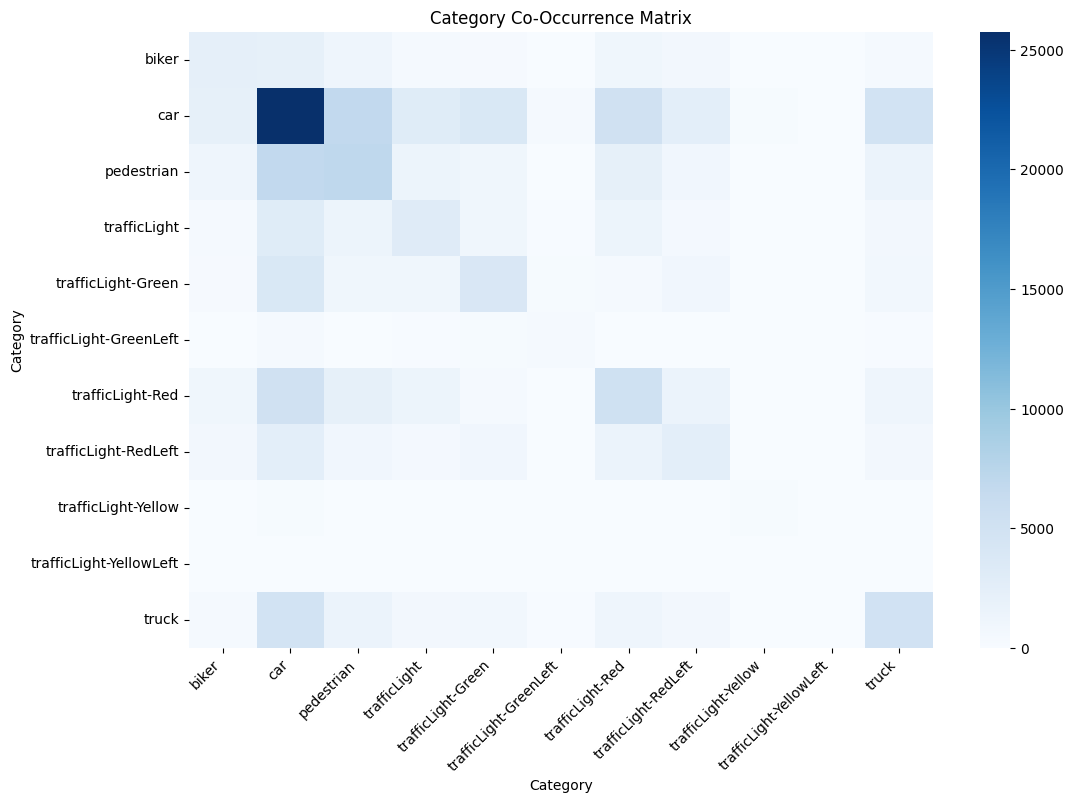 Category Co-Occurrence Matrix
biker
car
pedestrian
trafficLight
trafficLight-Green
trafficLight-GreenLeft
trafficLight-Red
trafficLight-RedLeft
trafficLight-Yellow
trafficLight-YellowLeft
truck
Category
biker
car
pedestrian
trafficLight
trafficLight-Green
trafficLight-GreenLeft
trafficLight-Red
trafficLight-RedLeft
trafficLight-Yellow
trafficLight-YellowLeft
truck
Category
25000
20000
15000
10000
5000
0